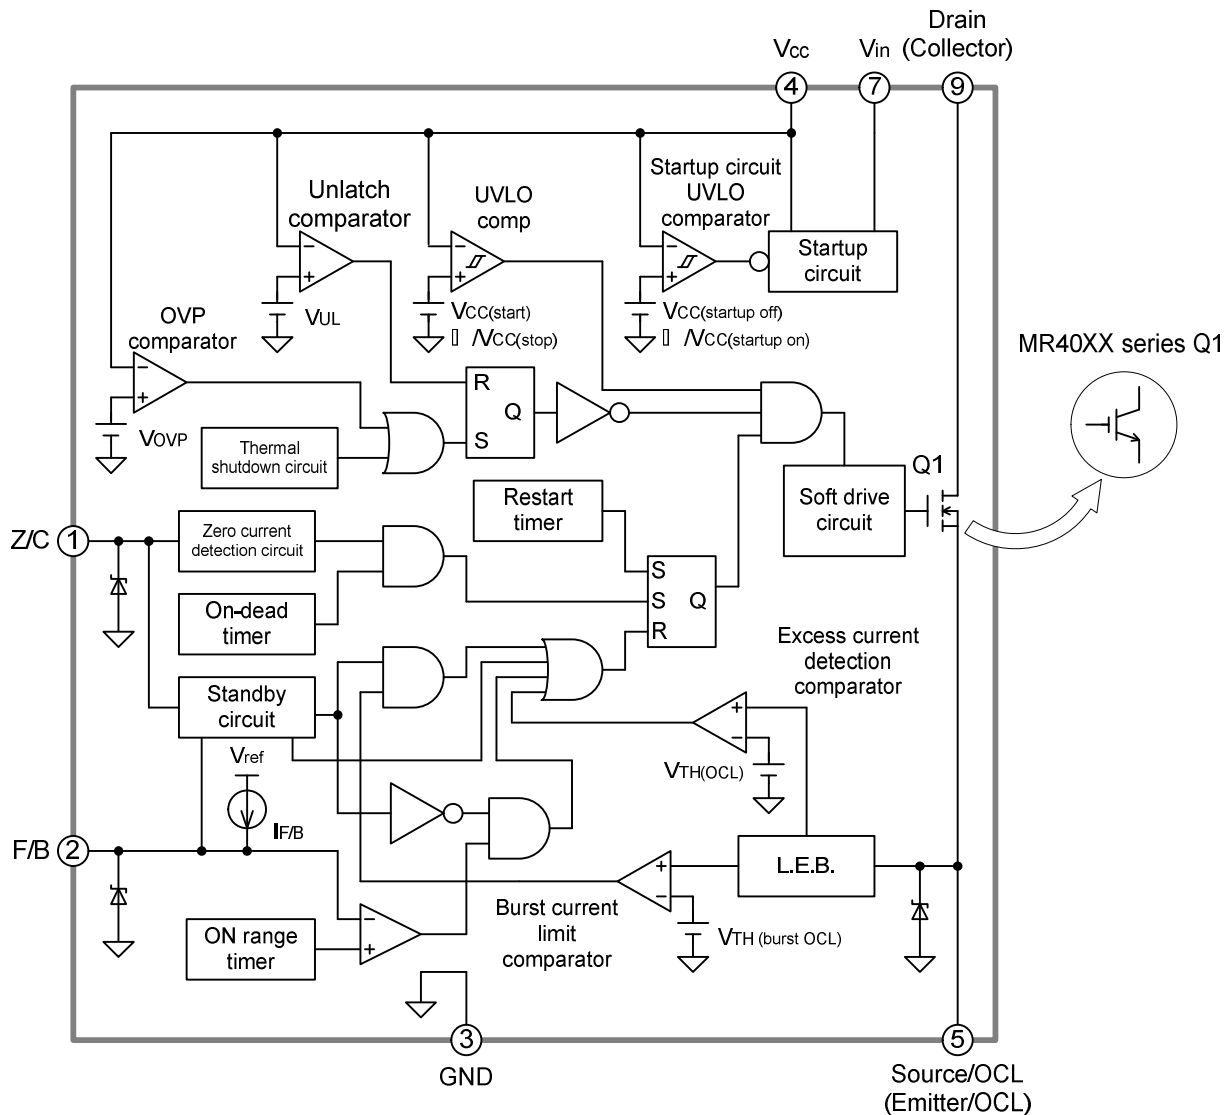 Drain
(Collector)
Vcc
Vin
4
7
9
Startup circuit
UVLO
comparator
Unlatch
comparator
UVLO
comp
Startup
circuit
VUL
VCC(start)
/VCC(stop)
VCC(startup off)
/VCC(startup on)
OVP
comparator
MR40XX series Q1
R
Q
S
VOVP
Thermal
shutdown circuit
Q1
Restart
timer
Soft drive
circuit
Z/C
1
Zero current
detection circuit
S
S
Q
R
On-dead
timer
Excess current
detection
comparator
Standby
circuit
Vref
VTH(OCL)
IF/B
F/B
2
L.E.B.
Burst current
limit
comparator
VTH (burst OCL)
ON range
timer
3
GND
5
Source/OCL
(Emitter/OCL)